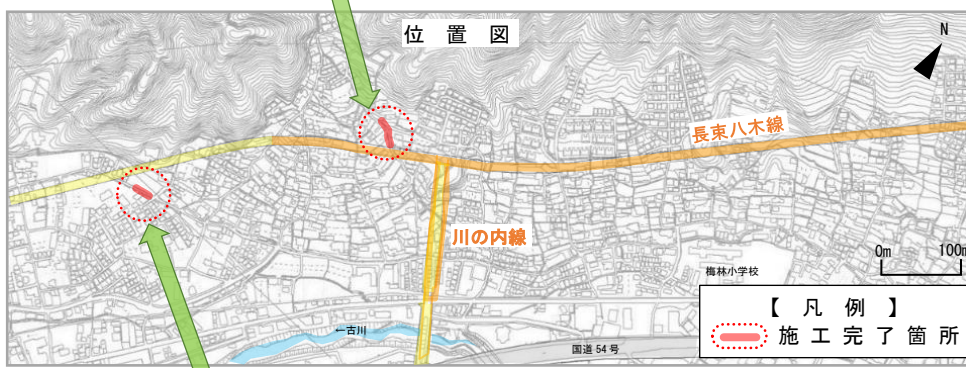 位置図
N
長束八木線
川の内線
0m 100m
梅林小学校
【凡例】
施工完了箇所
←古川
国道54号